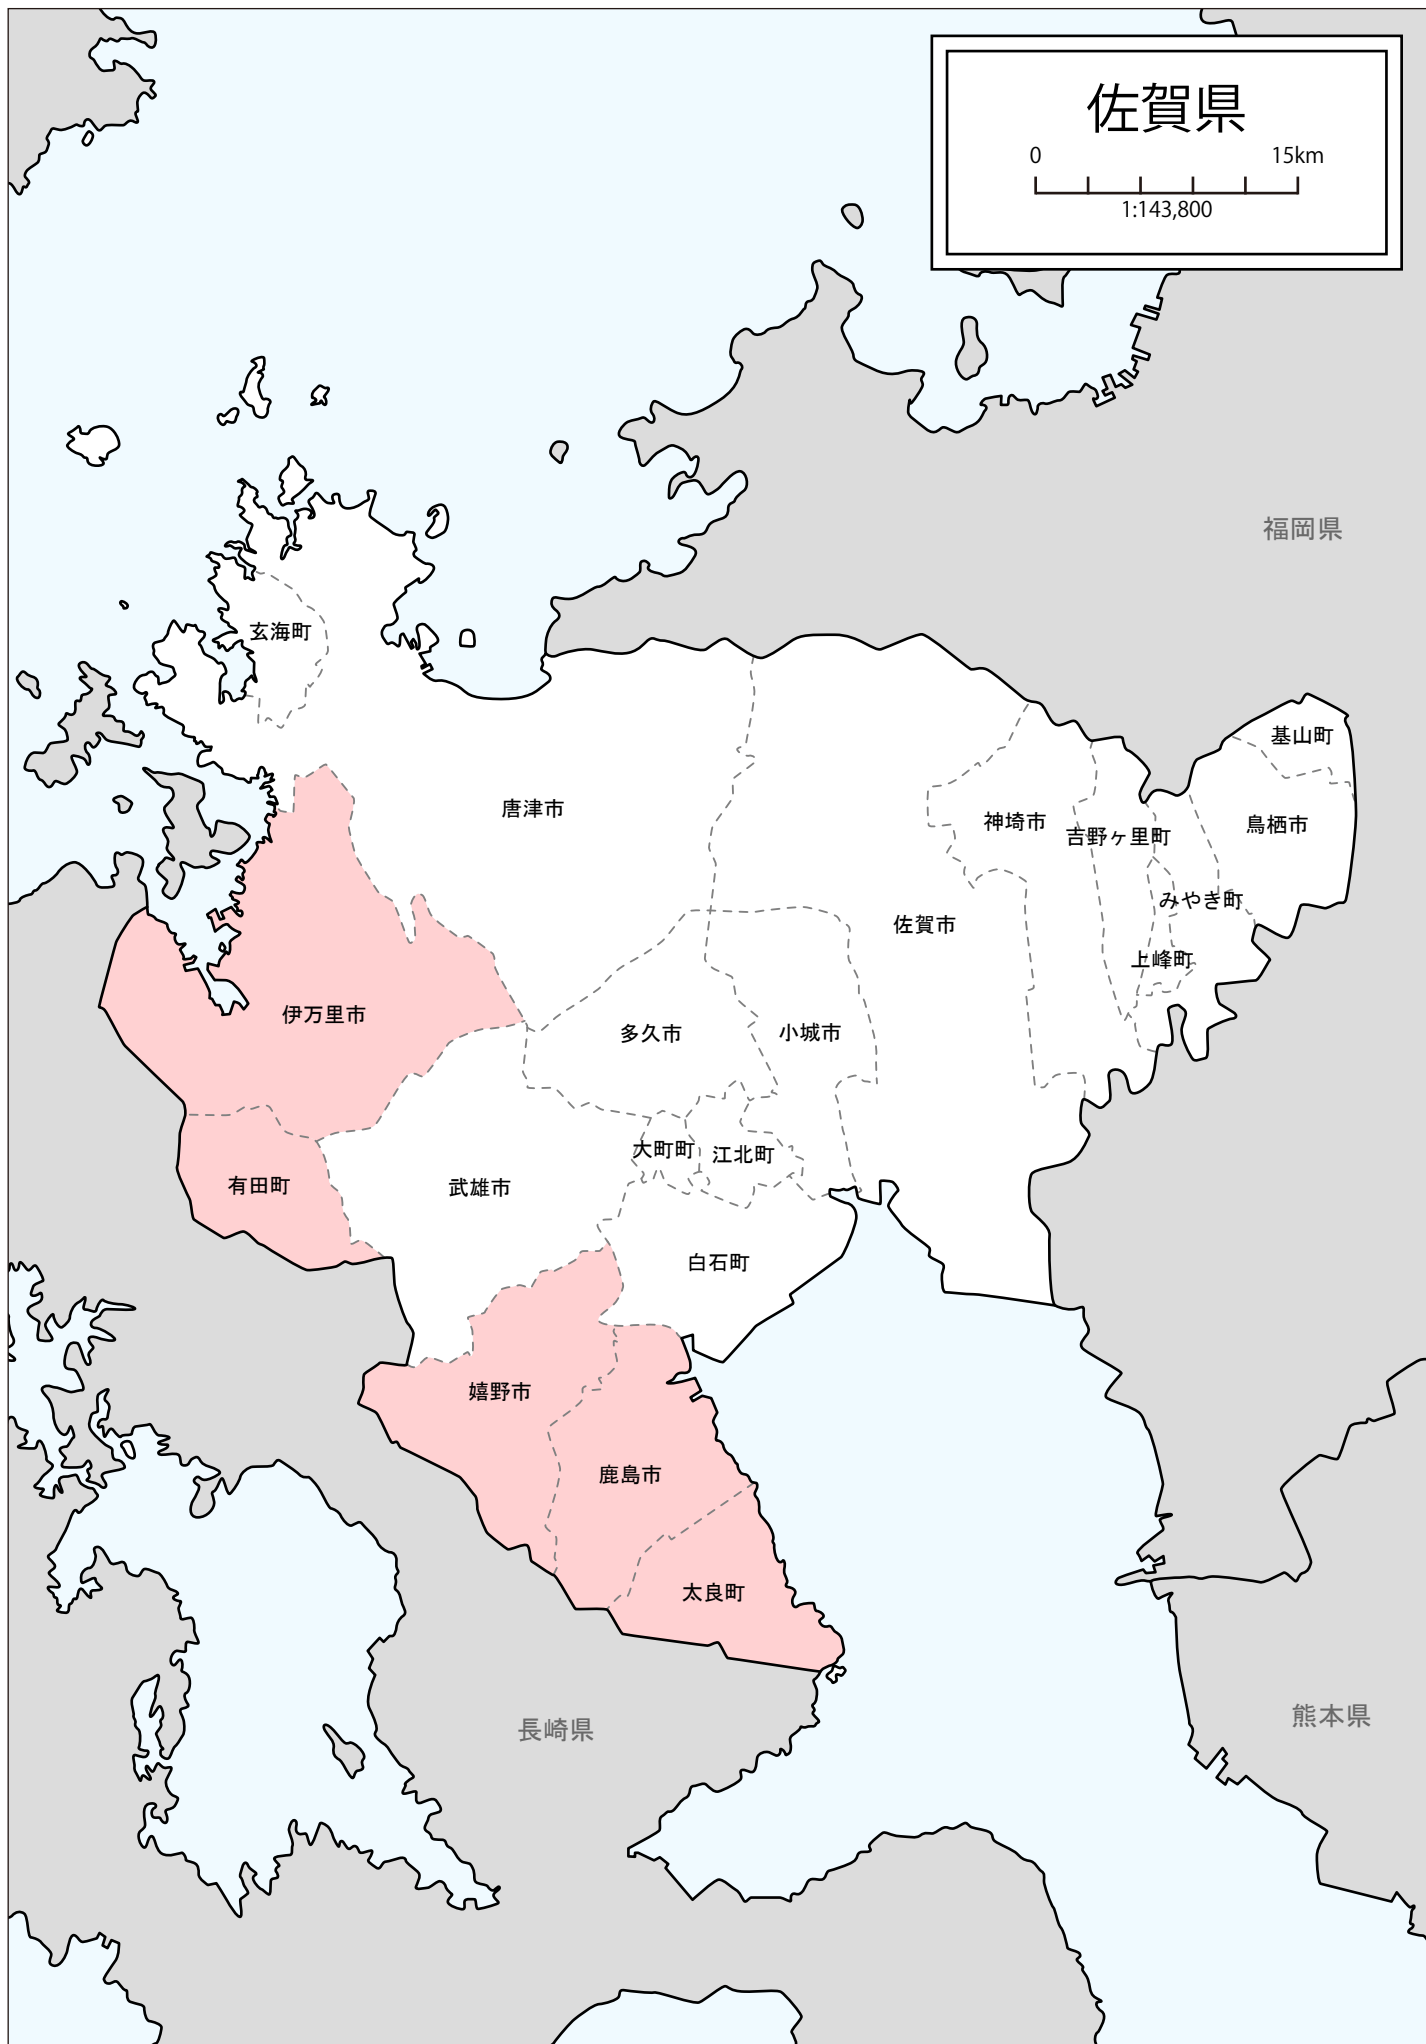 佐賀県
0 15km
1:143,800
福岡県
玄海町
基山町
唐津市
神埼市
吉野ヶ里町
鳥栖市
みやき町
佐賀市
上峰町
伊万里市
多久市
小城市
大町町
江北町
有田町
武雄市
白石町
嬉野市
鹿島市
太良町
長崎県
熊本県